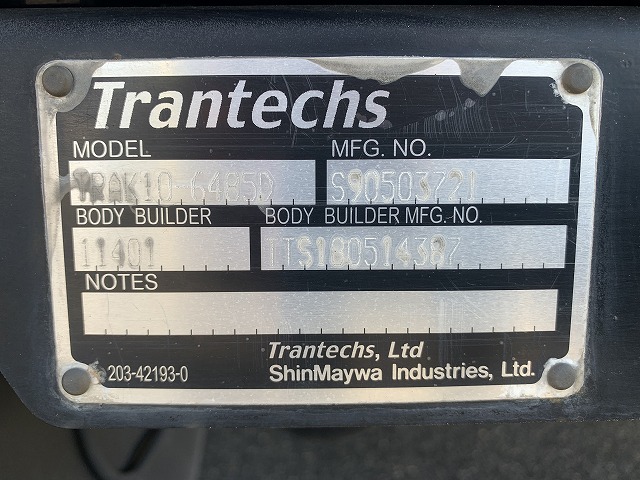 Trantechs
MODEL MFG. NO.
TRAK10-6485D S90503721
BODY BUILDER BODY BUILDER MFG. NO.
11401 TTS180514387
NOTES
Trantechs, Ltd
203-42193-0 ShinMaywa Industries, Ltd.